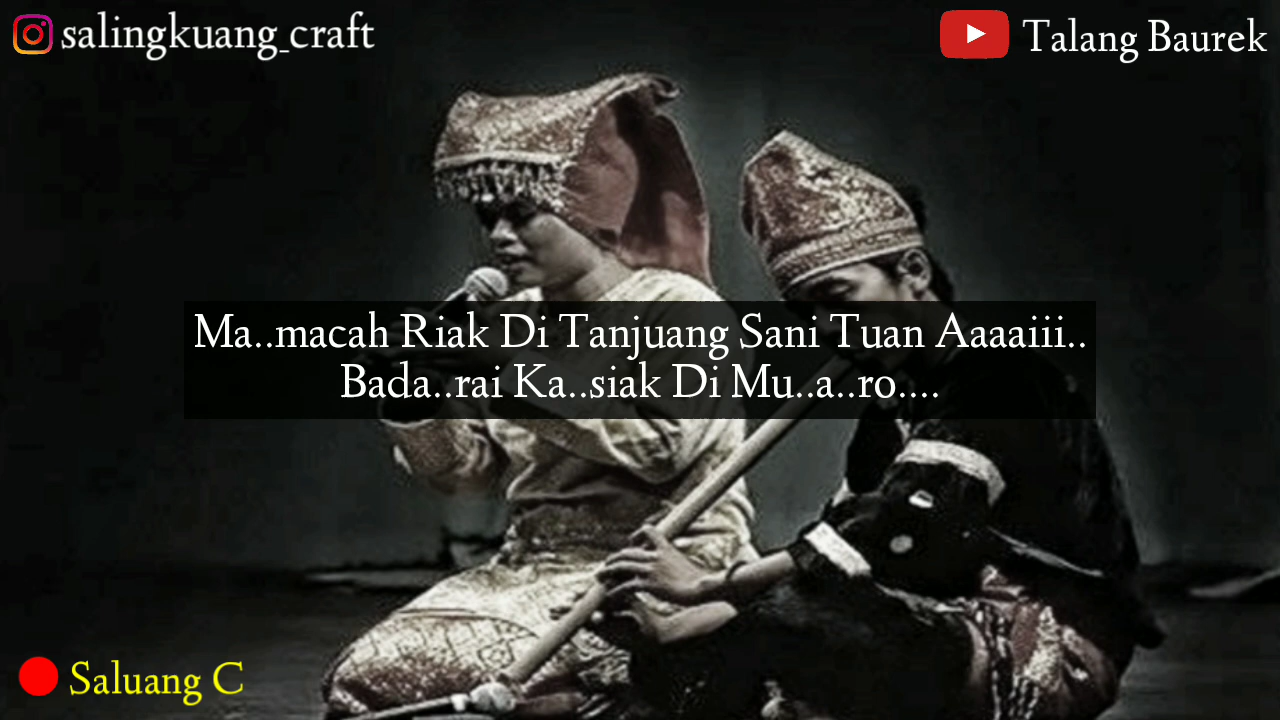 salingkuang_craft
Talang Baurek
Ma..macah Riak Di Tanjuang Sani Tuan Aaaaiii..
Bada..rai Ka..siak Di Mu..a..ro....
Saluang C